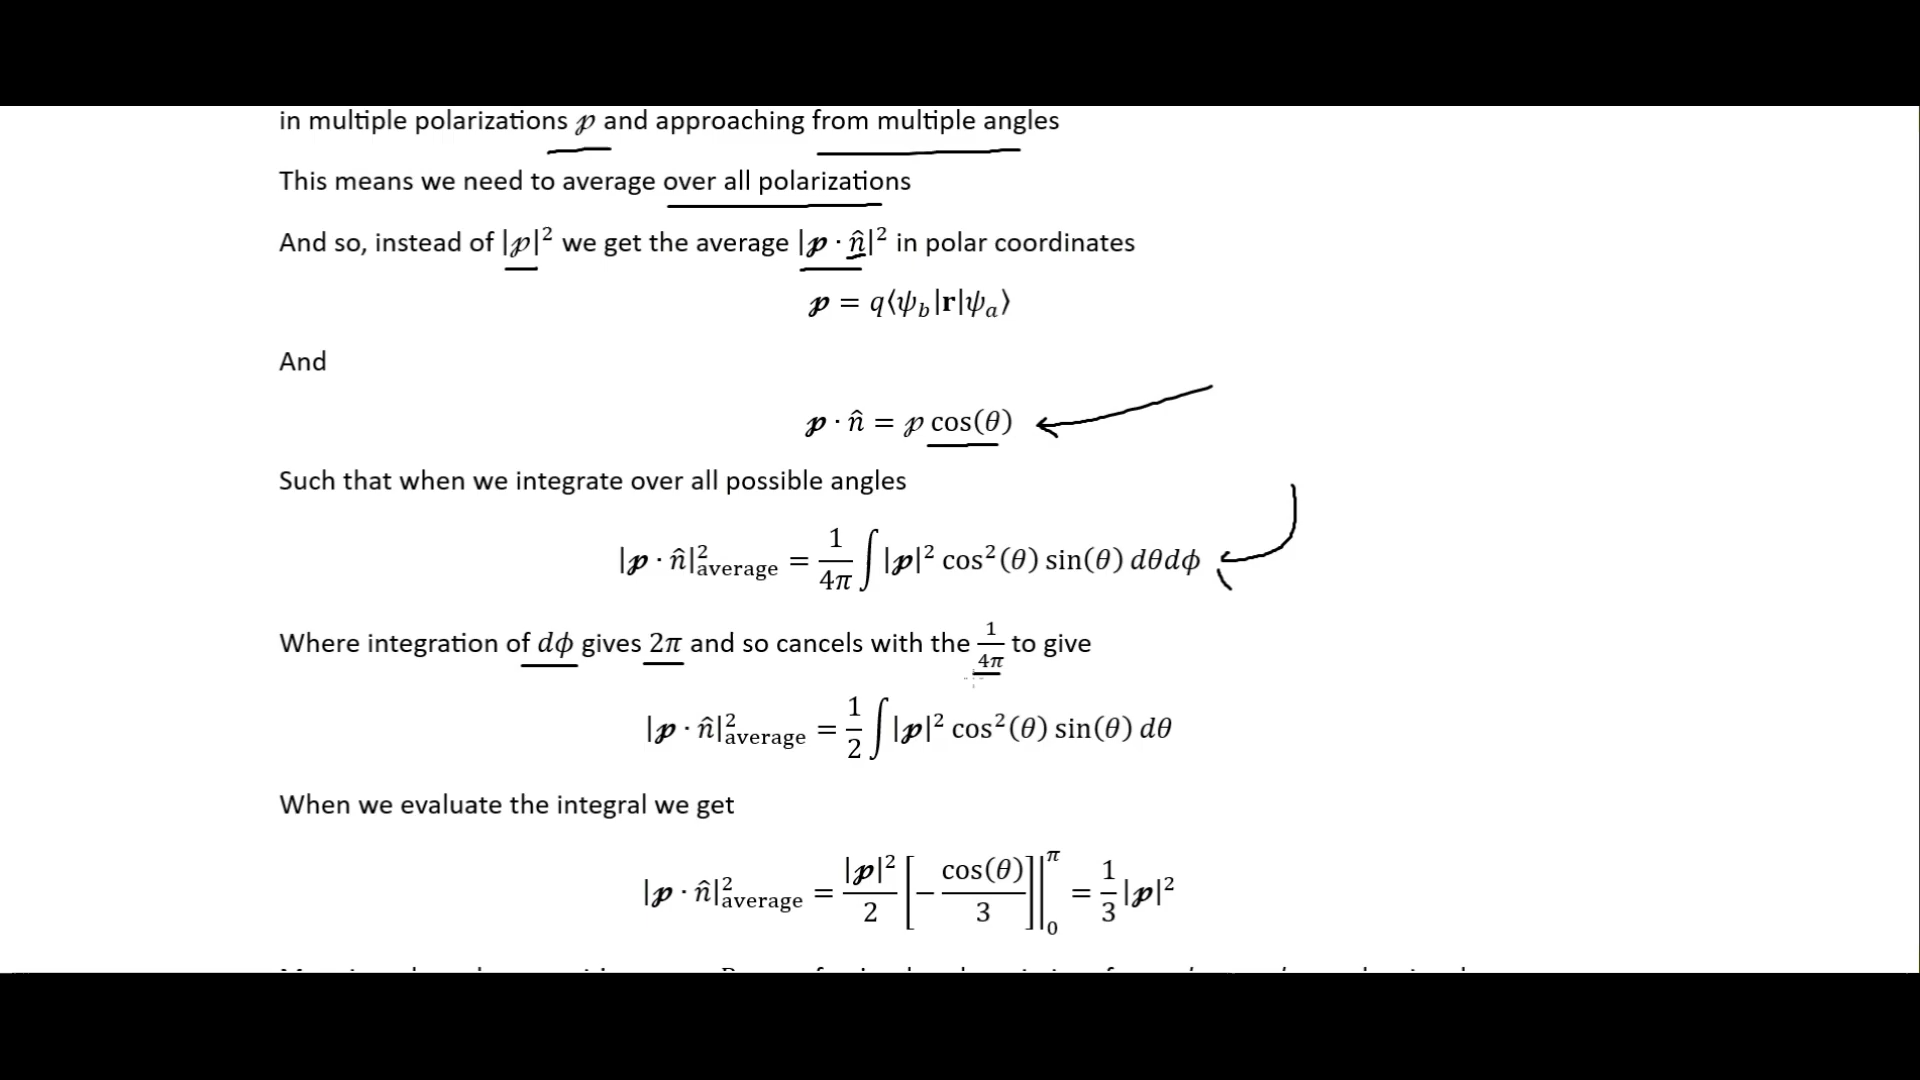 in multiple polarizations 𝓅 and approaching from multiple angles
This means we need to average over all polarizations
And so, instead of |𝓅|² we get the average |𝓹 · n̂|² in polar coordinates
𝓹 = q⟨ψ_b|𝐫|ψ_a⟩
And
𝓹 · n̂ = 𝓅 cos(θ)
Such that when we integrate over all possible angles
|𝓹 · n̂|²_average = 1/4π ∫ |𝓹|² cos²(θ) sin(θ) dθdϕ
Where integration of dϕ gives 2π and so cancels with the 1/4π to give
|𝓹 · n̂|²_average = 1/2 ∫ |𝓹|² cos²(θ) sin(θ) dθ
When we evaluate the integral we get
|𝓹 · n̂|²_average = |𝓹|²/2 [− cos(θ)/3]|₀^π = 1/3 |𝓹|²